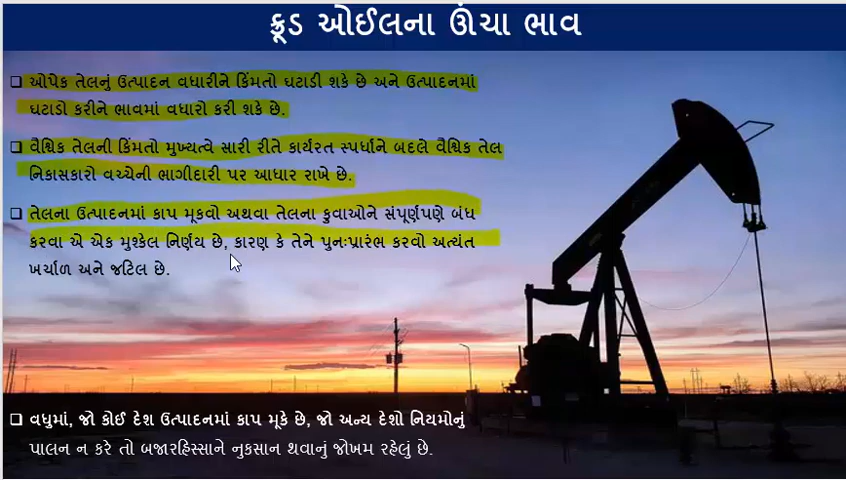 ક્રૂડ ઓઈલના ઊંચા ભાવ
❑ ઓપેક તેલનું ઉત્પાદન વધારીને કિંમતો ઘટાડી શકે છે અને ઉત્પાદનમાં
ઘટાડો કરીને ભાવમાં વધારો કરી શકે છે.
❑ વૈશ્વિક તેલની કિંમતો મુખ્યત્વે સારી રીતે કાર્યરત સ્પર્ધાને બદલે વૈશ્વિક તેલ
નિકાસકારો વચ્ચેની ભાગીદારી પર આધાર રાખે છે.
❑ તેલના ઉત્પાદનમાં કાપ મૂકવો અથવા તેલના કુવાઓને સંપૂર્ણપણે બંધ
કરવા એ એક મુશ્કેલ નિર્ણય છે, કારણ કે તેને પુનઃપ્રારંભ કરવો અત્યંત
ખર્ચાળ અને જટિલ છે.
❑ વધુમાં, જો કોઈ દેશ ઉત્પાદનમાં કાપ મૂકે છે, જો અન્ય દેશો નિયમોનું
પાલન ન કરે તો બજારહિસ્સાને નુકસાન થવાનું જોખમ રહેલું છે.